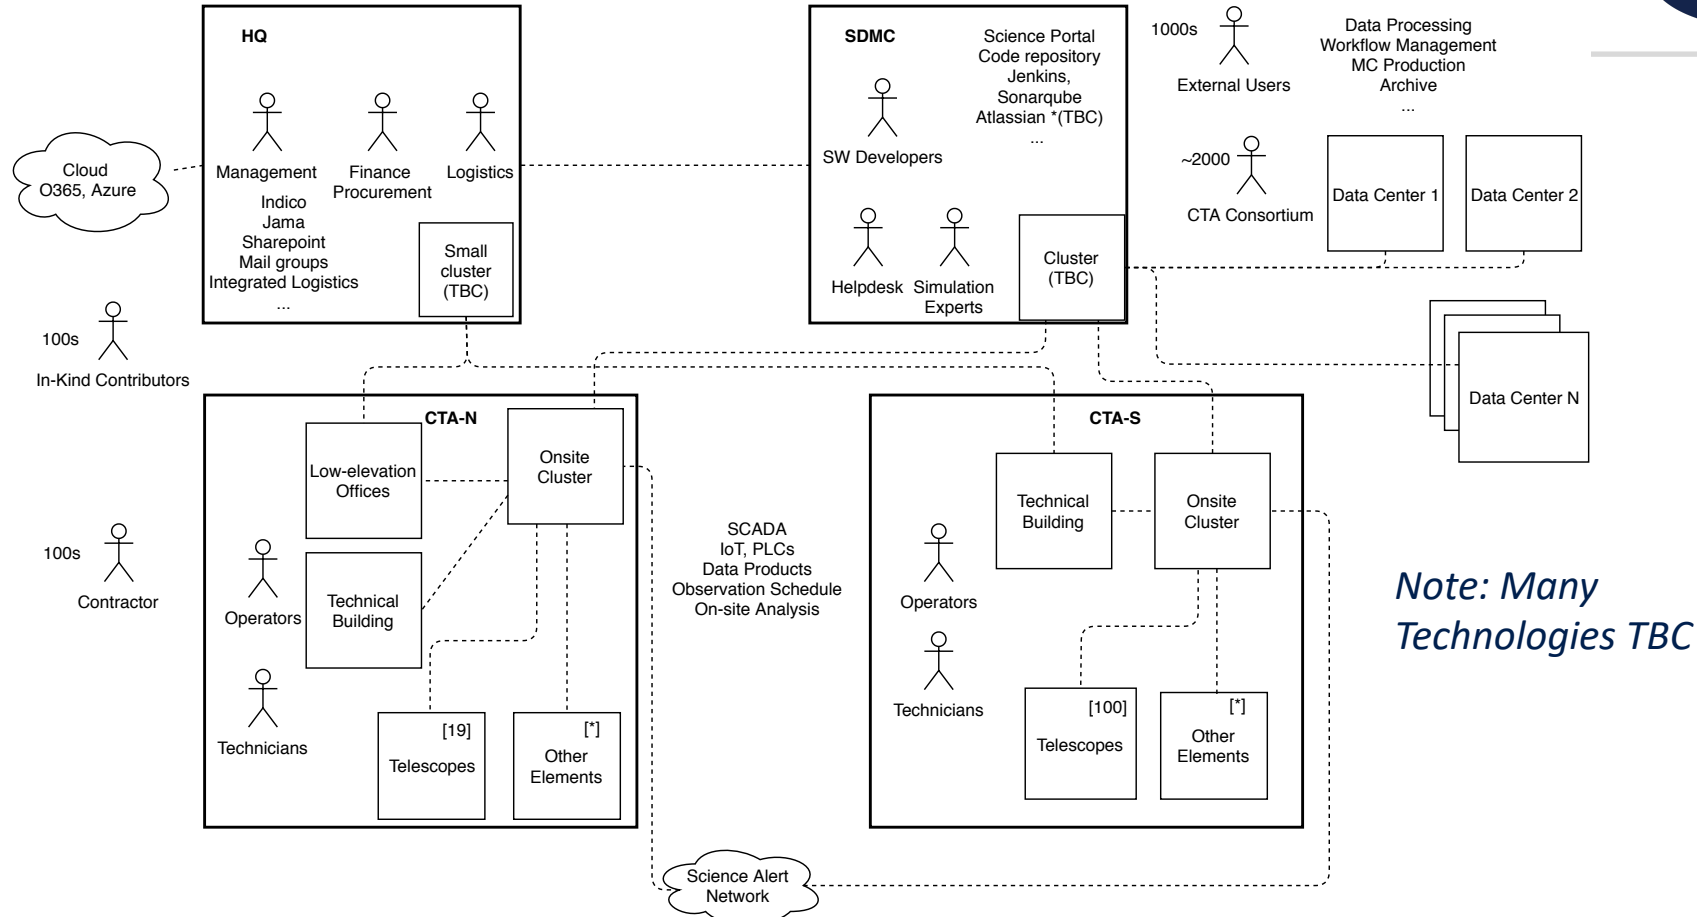 HQ
Management
Finance
Procurement
Logistics
Indico
Jama
Sharepoint
Mail groups
Integrated Logistics
...
Small
cluster
(TBC)
Cloud
O365, Azure
SDMC
Science Portal
Code repository
Jenkins,
Sonarqube
Atlassian *(TBC)
...
SW Developers
Helpdesk
Simulation
Experts
Cluster
(TBC)
1000s
External Users
~2000
CTA Consortium
Data Processing
Workflow Management
MC Production
Archive
...
Data Center 1
Data Center 2
Data Center N
100s
In-Kind Contributors
100s
Contractor
CTA-N
Low-elevation
Offices
Onsite
Cluster
Operators
Technical
Building
Technicians
[19]
Telescopes
[*]
Other
Elements
SCADA
IoT, PLCs
Data Products
Observation Schedule
On-site Analysis
CTA-S
Technical
Building
Onsite
Cluster
Operators
Technicians
[100]
Telescopes
[*]
Other
Elements
Note: Many
Technologies TBC
Science Alert
Network